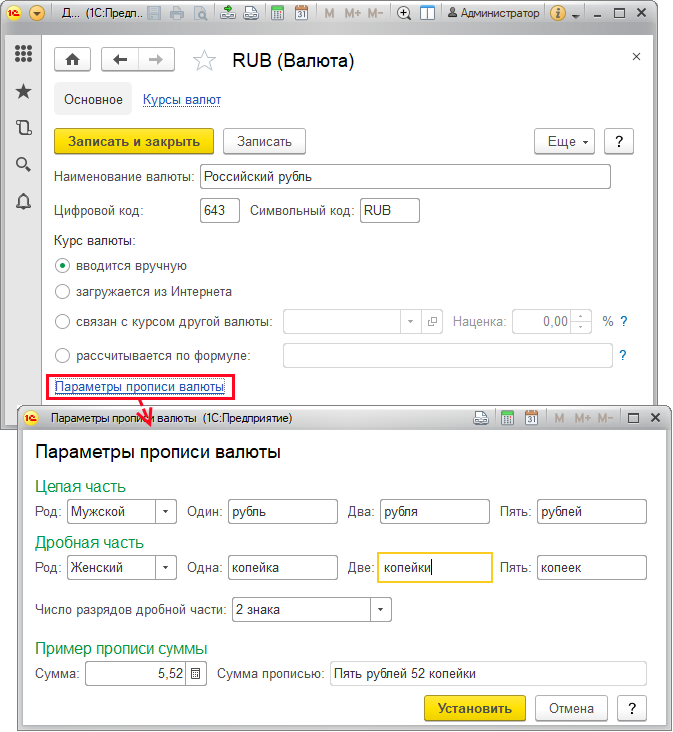 Д... (1С:Предп... 31 M M+ M- Администратор
RUB (Валюта)
Основное Курсы валют
Записать и закрыть Записать Еще ?
Наименование валюты: Российский рубль
Цифровой код: 643 Символьный код: RUB
Курс валюты:
вводится вручную
загружается из Интернета
связан с курсом другой валюты: Наценка: 0,00 % ?
рассчитывается по формуле: ?
Параметры прописи валюты
Параметры прописи валюты (1С:Предприятие) 31 M M+ M-
Параметры прописи валюты
Целая часть
Род: Мужской Один: рубль Два: рубля Пять: рублей
Дробная часть
Род: Женский Одна: копейка Две: копейки Пять: копеек
Число разрядов дробной части: 2 знака
Пример прописи суммы
Сумма: 5,52 Сумма прописью: Пять рублей 52 копейки
Установить Отмена ?